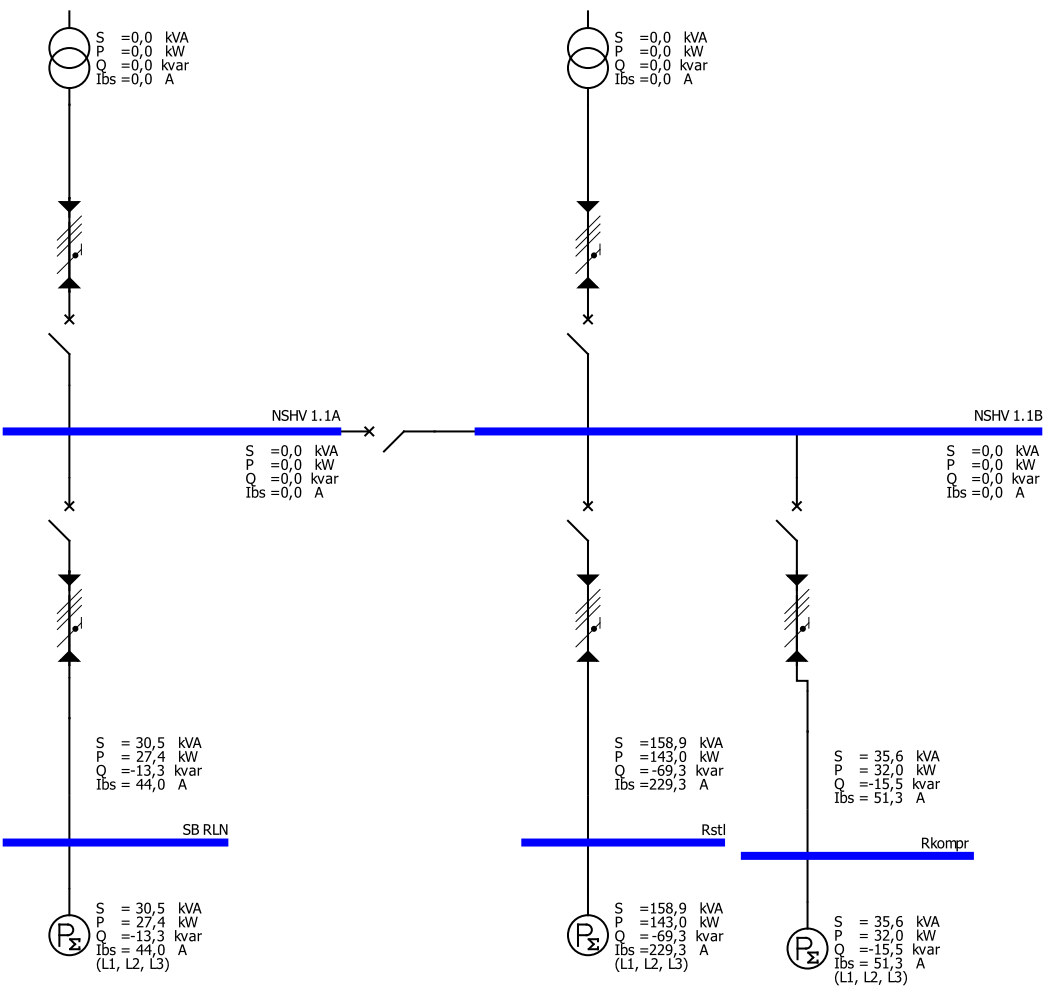 S =0,0 kVA
P =0,0 kW
Q =0,0 kvar
Ibs =0,0 A
S =0,0 kVA
P =0,0 kW
Q =0,0 kvar
Ibs =0,0 A
NSHV 1.1A
S =0,0 kVA
P =0,0 kW
Q =0,0 kvar
Ibs =0,0 A
NSHV 1.1B
S =0,0 kVA
P =0,0 kW
Q =0,0 kvar
Ibs =0,0 A
S = 30,5 kVA
P = 27,4 kW
Q =-13,3 kvar
Ibs = 44,0 A
SB RLN
S =158,9 kVA
P =143,0 kW
Q = -69,3 kvar
Ibs =229,3 A
Rstl
S = 35,6 kVA
P = 32,0 kW
Q =-15,5 kvar
Ibs = 51,3 A
Rkompr
PΣ
S = 30,5 kVA
P = 27,4 kW
Q =-13,3 kvar
Ibs = 44,0 A
(L1, L2, L3)
PΣ
S =158,9 kVA
P =143,0 kW
Q = -69,3 kvar
Ibs =229,3 A
(L1, L2, L3)
PΣ
S = 35,6 kVA
P = 32,0 kW
Q =-15,5 kvar
Ibs = 51,3 A
(L1, L2, L3)